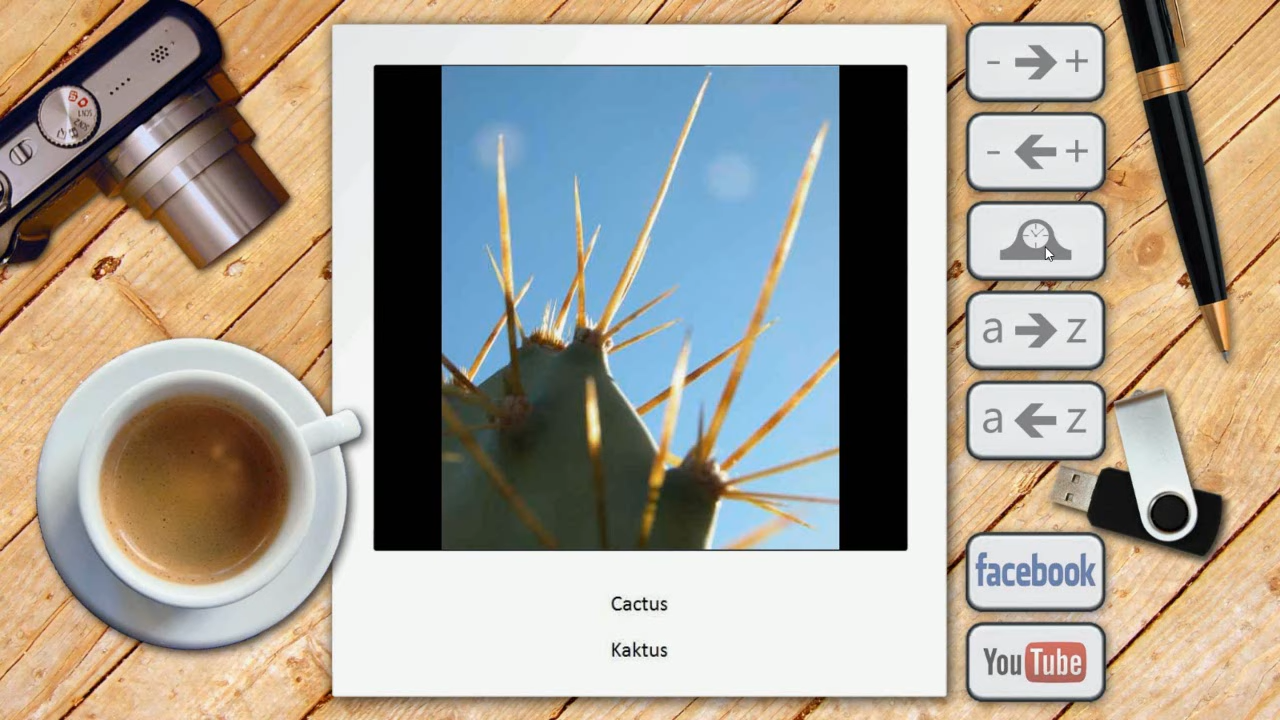 - +
- +
a z
a z
facebook
YouTube
Cactus
Kaktus